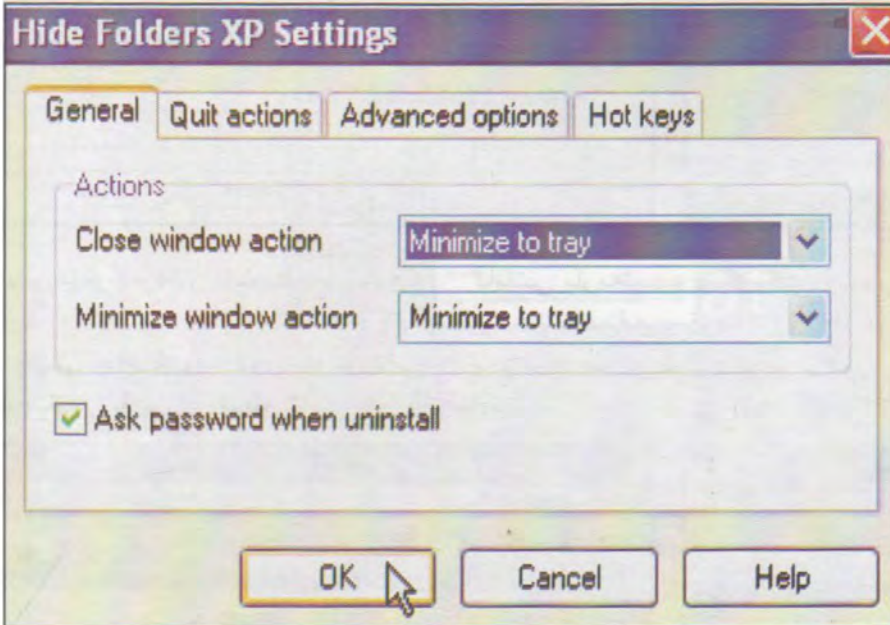 Hide Folders XP Settings
General Quit actions Advanced options Hot keys
Actions
Close window action Minimize to tray
Minimize window action Minimize to tray
Ask password when uninstall
OK Cancel Help